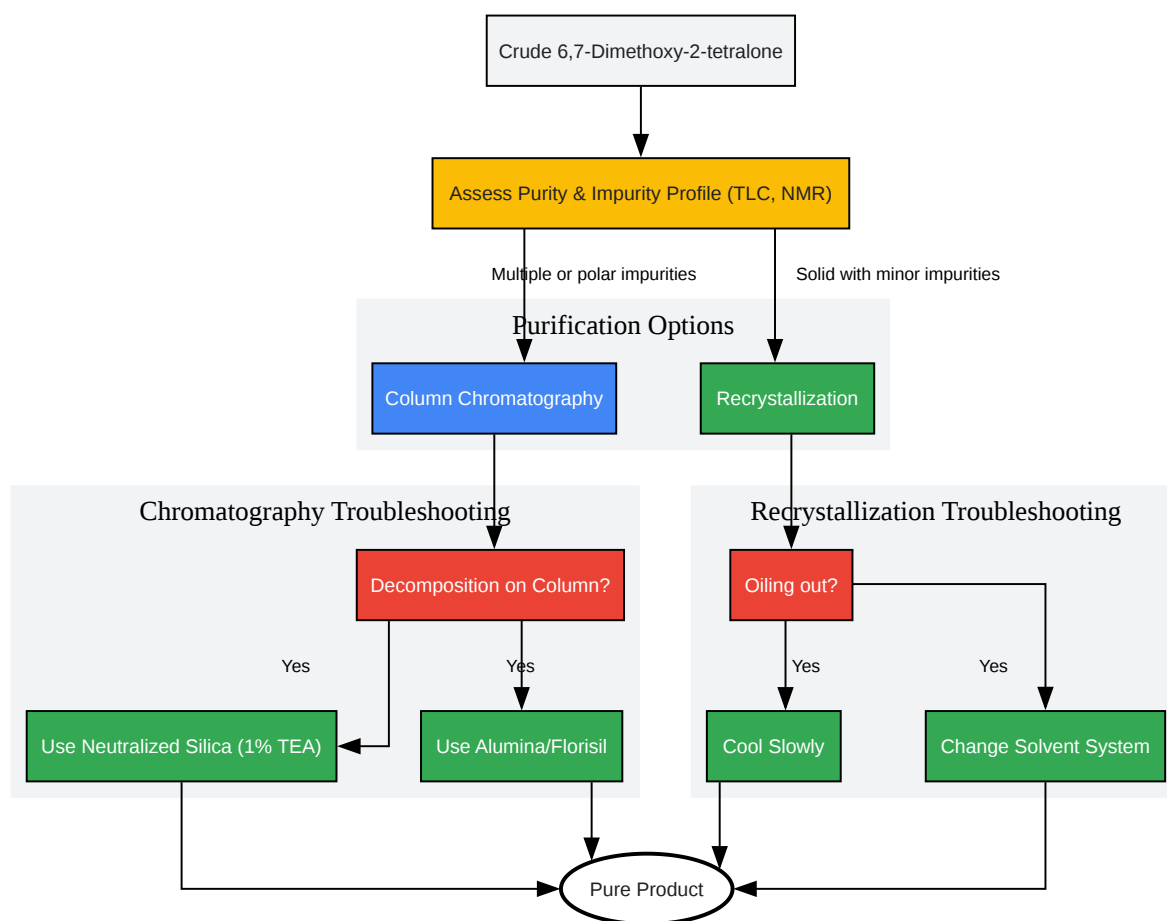 Crude 6,7-Dimethoxy-2-tetralone
Assess Purity & Impurity Profile (TLC, NMR)
Multiple or polar impurities
Solid with minor impurities
Purification Options
Column Chromatography
Recrystallization
Chromatography Troubleshooting
Recrystallization Troubleshooting
Decomposition on Column?
Oiling out?
Yes
Yes
Yes
Yes
Use Neutralized Silica (1% TEA)
Use Alumina/Florisil
Cool Slowly
Change Solvent System
Pure Product